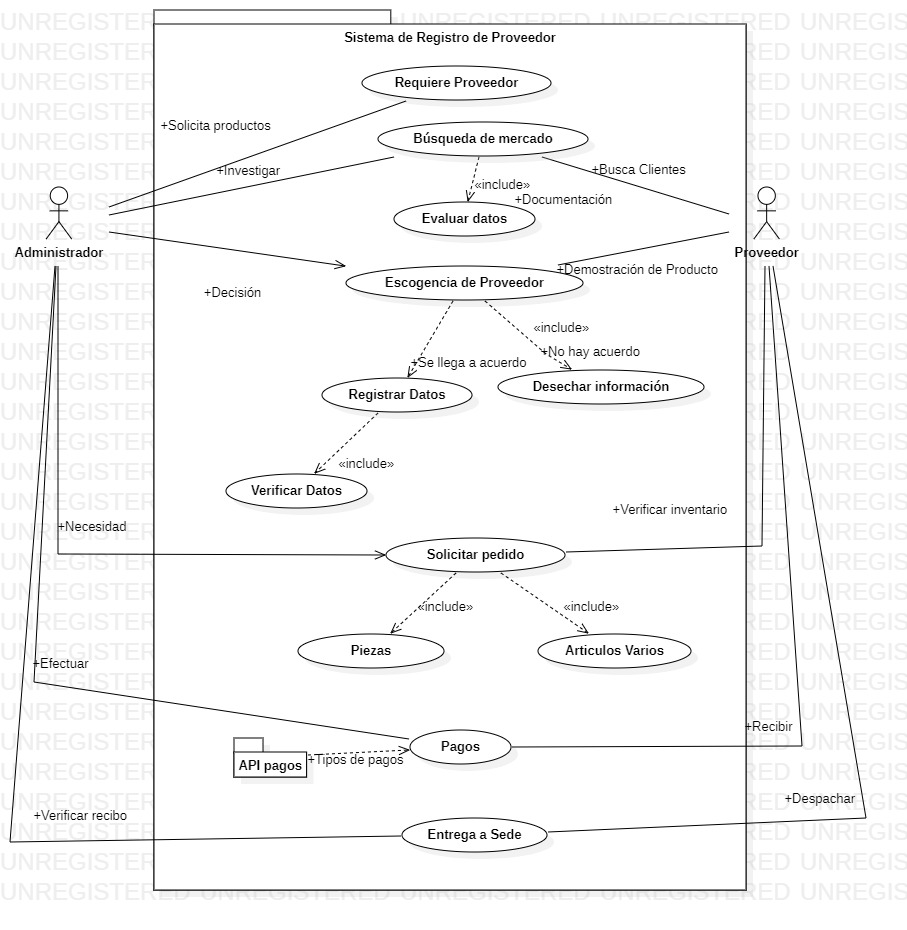 Sistema de Registro de Proveedor
Requiere Proveedor
+Solicita productos
Búsqueda de mercado
+Investigar
+Busca Clientes
«include»
+Documentación
Evaluar datos
Administrador
Proveedor
+Demostración de Producto
Escogencia de Proveedor
+Decisión
«include»
+No hay acuerdo
+Se llega a acuerdo
Desechar información
Registrar Datos
«include»
Verificar Datos
+Verificar inventario
+Necesidad
Solicitar pedido
«include»
«include»
Piezas
Articulos Varios
+Efectuar
+Recibir
Pagos
+Tipos de pagos
API pagos
+Despachar
+Verificar recibo
Entrega a Sede
UNREGISTERED